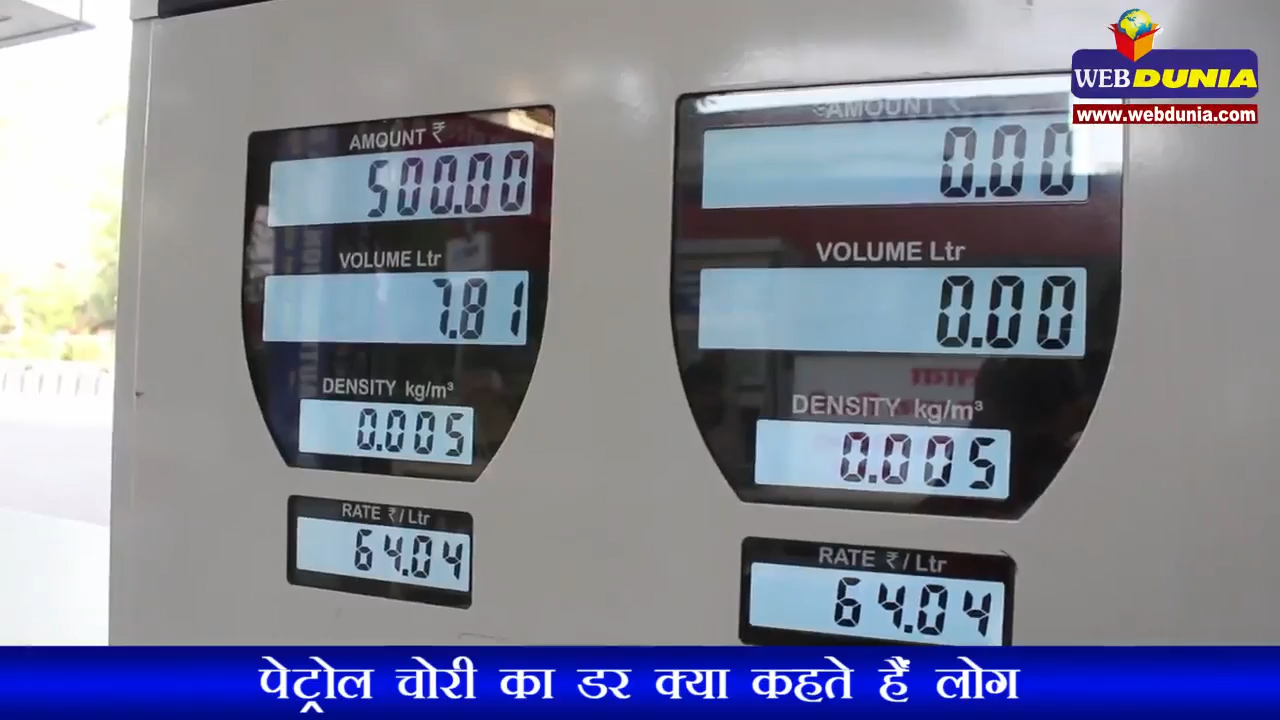 WEBDUNIA
www.webdunia.com
AMOUNT ₹
500.00
VOLUME Ltr
7.81
DENSITY kg/m³
0.005
RATE ₹/Ltr
64.04
AMOUNT ₹
0.00
VOLUME Ltr
0.00
DENSITY kg/m³
0.005
RATE ₹/Ltr
64.04
पेट्रोल चोरी का डर क्या कहते हैं लोग